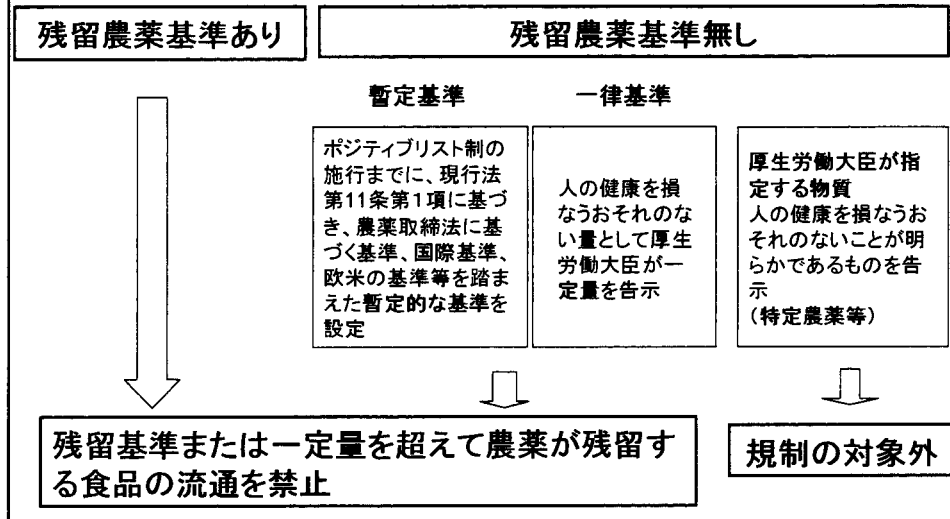 残留農薬基準あり
残留農薬基準無し
暫定基準
ポジティブリスト制の
施行までに、現行法
第11条第1項に基づ
き、農薬取締法に基
づく基準、国際基準、
欧米の基準等を踏ま
えた暫定的な基準を
設定
一律基準
人の健康を損
なうおそれのな
い量として厚生
労働大臣が一
定量を告示
厚生労働大臣が指
定する物質
人の健康を損なうお
それのないことが明
らかであるものを告
示
（特定農薬等）
残留基準または一定量を超えて農薬が残留す
る食品の流通を禁止
規制の対象外